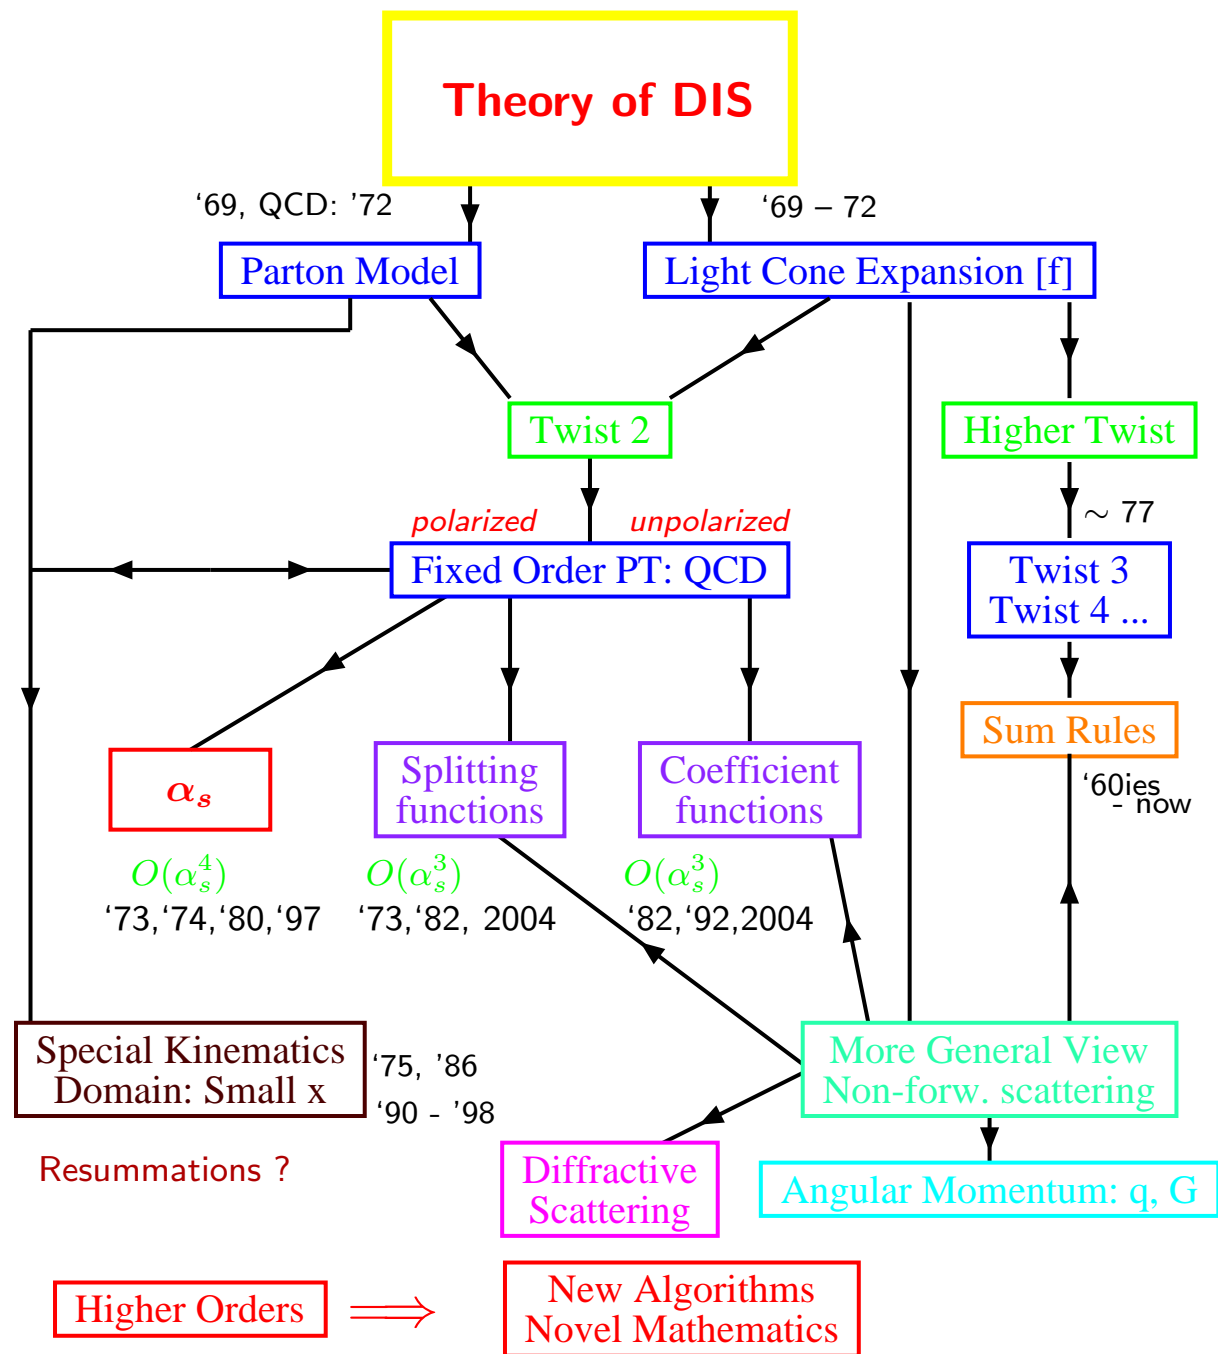 Theory of DIS
‘69, QCD: ’72
‘69 – 72
Parton Model
Light Cone Expansion [f]
Twist 2
Higher Twist
∼ 77
polarized
unpolarized
Fixed Order PT: QCD
Twist 3
Twist 4 ...
Sum Rules
‘60ies
- now
αₛ
Splitting
functions
Coefficient
functions
O(αₛ⁴)
O(αₛ³)
O(αₛ³)
‘73,‘74,‘80,‘97
‘73,‘82, 2004
‘82,‘92,2004
Special Kinematics
Domain: Small x
‘75, ‘86
‘90 - ’98
More General View
Non-forw. scattering
Resummations ?
Diffractive
Scattering
Angular Momentum: q, G
Higher Orders ⟹
New Algorithms
Novel Mathematics